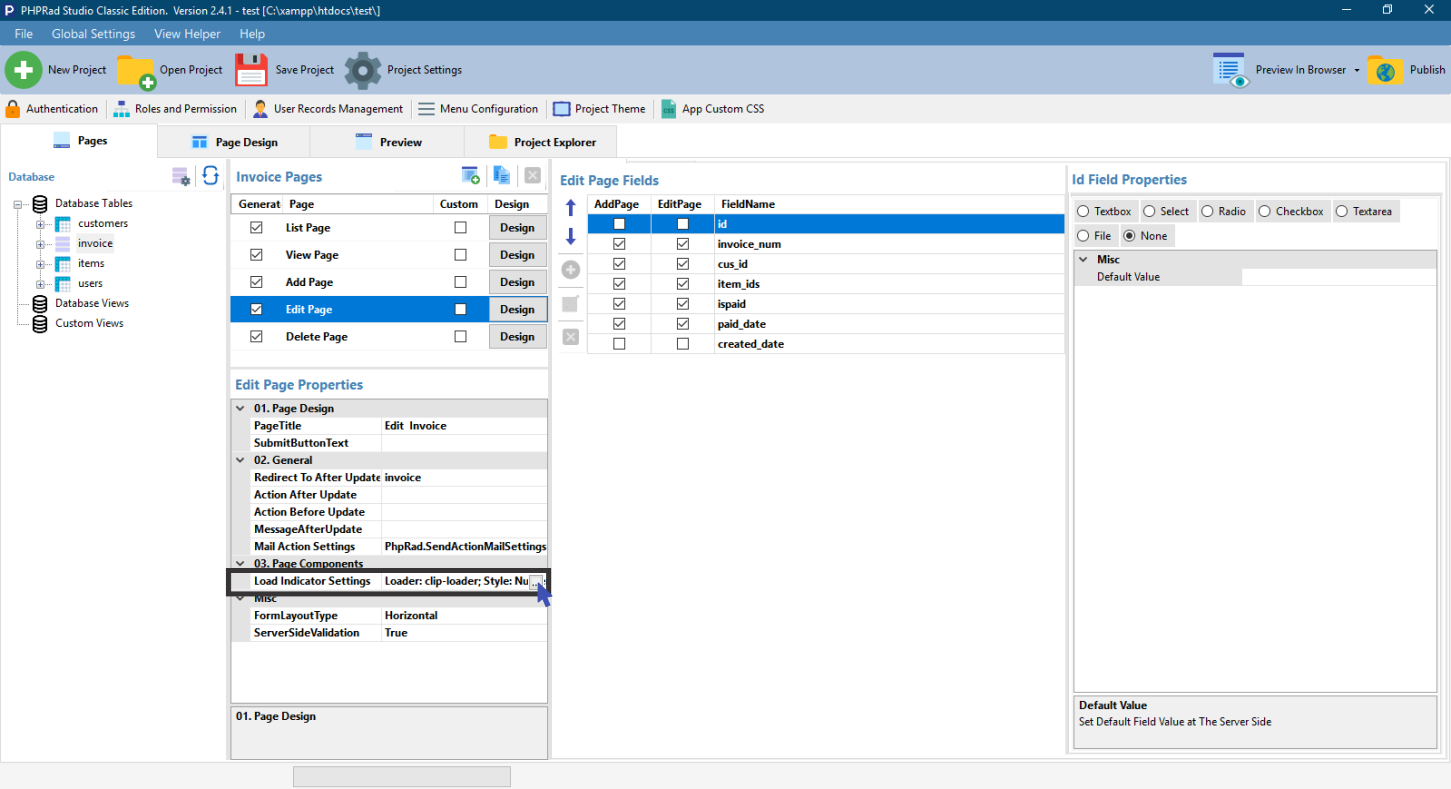 PHPRad Studio Classic Edition. Version 2.4.1 - test [C:\xampp\htdocs\test\]
File Global Settings View Helper Help
New Project Open Project Save Project Project Settings Preview In Browser Publish
Authentication Roles and Permission User Records Management Menu Configuration Project Theme App Custom CSS
Pages Page Design Preview Project Explorer
Database
Database Tables
customers
invoice
items
users
Database Views
Custom Views
Invoice Pages
Generat Page Custom Design
List Page Design
View Page Design
Add Page Design
Edit Page Design
Delete Page Design
Edit Page Properties
01. Page Design
PageTitle Edit Invoice
SubmitButtonText
02. General
Redirect To After Update invoice
Action After Update
Action Before Update
MessageAfterUpdate
Mail Action Settings PhpRad.SendActionMailSettings
03. Page Components
Load Indicator Settings Loader: clip-loader; Style: Nu ...
Misc
FormLayoutType Horizontal
ServerSideValidation True
01. Page Design
Edit Page Fields
AddPage EditPage FieldName
id
invoice_num
cus_id
item_ids
ispaid
paid_date
created_date
Id Field Properties
Textbox Select Radio Checkbox Textarea
File None
Misc
Default Value
Default Value
Set Default Field Value at The Server Side